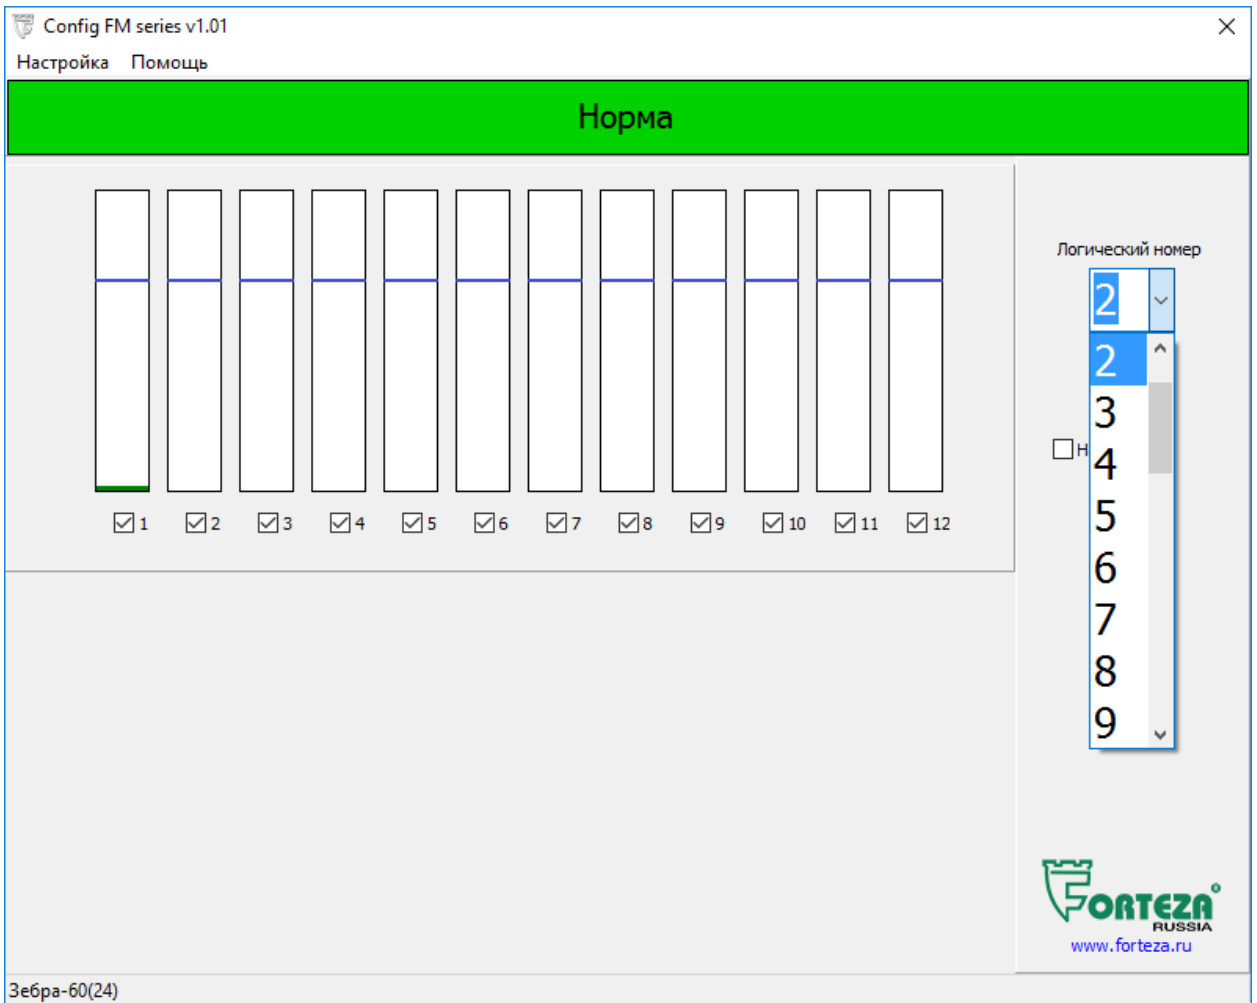 Config FM series v1.01
Настройка Помощь
Норма
Логический номер
2
2
3
4
5
6
7
8
9
Н
1 2 3 4 5 6 7 8 9 10 11 12
FORTEZA
RUSSIA
www.forteza.ru
Зебра-60(24)